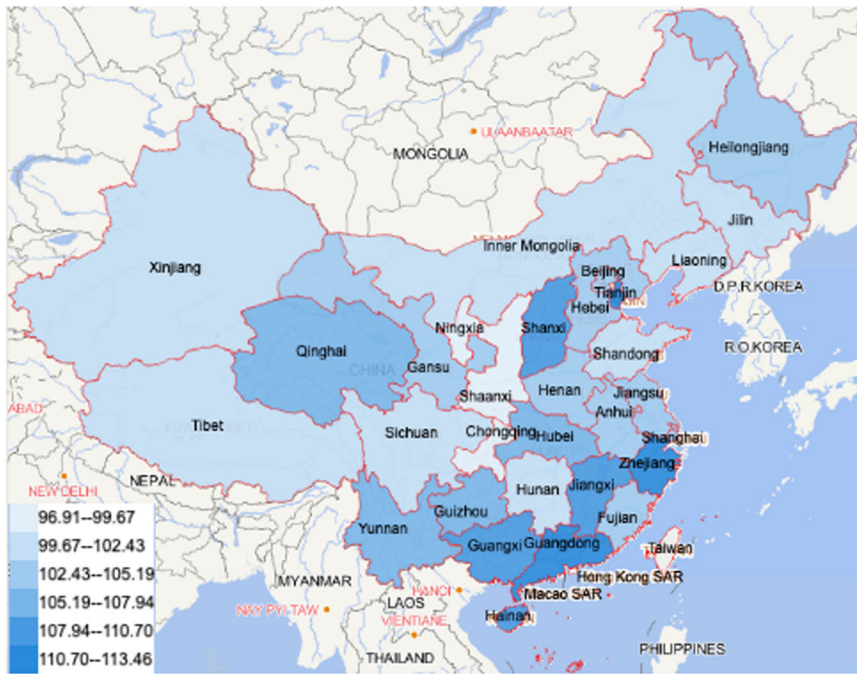 ULAANBAATAR
MONGOLIA
Heilongjiang
Jilin
Inner Mongolia
Xinjiang
Liaoning
Beijing
Tianjin
D.P.R.KOREA
Hebei
Ningxia
Shanxi
Qinghai
CHINA
Gansu
Shandong
R.O.KOREA
Shaanxi
Henan
Jiangsu
Anhui
ABAD
Tibet
Sichuan
Chongqing
Hubei
Shanghai
Znejiang
NEPAL
NEW DELHI
Hunan
Jiangxi
Guizhou
Fujian
Yunnan
Guangxi
Guangdong
Taiwan
Hong Kong SAR
MYANMAR
HANOI
Macao SAR
LAOS
NAY PYI TAW
VIENTIANE
Hainan
THAILAND
PHILIPPINES
96.91--99.67
99.67--102.43
102.43--105.19
105.19--107.94
107.94--110.70
110.70--113.46